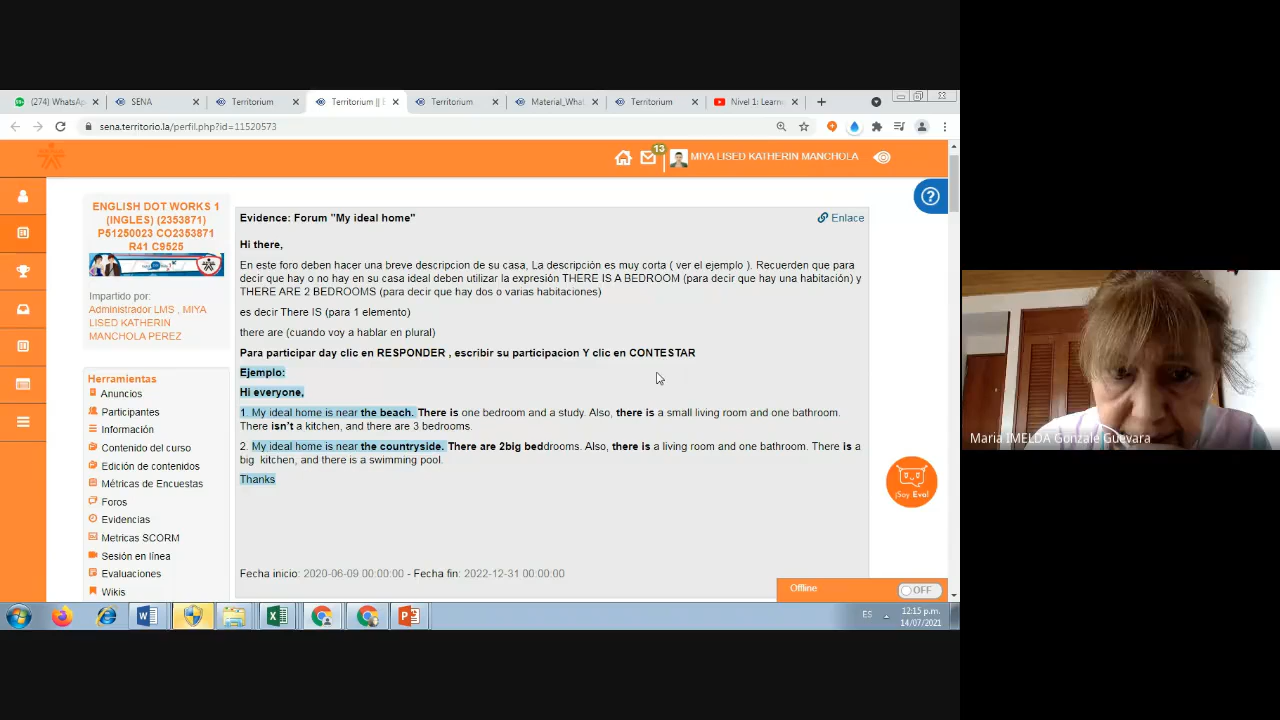 (274) WhatsAp
SENA
Territorium
Territorium || E
Territorium
Material_Wha
Territorium
Nivel 1: Learn
sena.territorio.la/perfil.php?id=11520573
13
MIYA LISED KATHERIN MANCHOLA
ENGLISH DOT WORKS 1
(INGLES) (2353871)
P51250023 CO2353871
R41 C9525
Impartido por:
Administrador LMS , MIYA
LISED KATHERIN
MANCHOLA PEREZ
Herramientas
Anuncios
Participantes
Información
Contenido del curso
Edición de contenidos
Métricas de Encuestas
Foros
Evidencias
Metricas SCORM
Sesión en línea
Evaluaciones
Wikis
Evidence: Forum "My ideal home"
Enlace
Hi there,
En este foro deben hacer una breve descripcion de su casa, La descripción es muy corta ( ver el ejemplo ). Recuerden que para
decir que hay o no hay en su casa ideal deben utilizar la expresión THERE IS A BEDROOM (para decir que hay una habitación) y
THERE ARE 2 BEDROOMS (para decir que hay dos o varias habitaciones)
es decir There IS (para 1 elemento)
there are (cuando voy a hablar en plural)
Para participar day clic en RESPONDER , escribir su participacion Y clic en CONTESTAR
Ejemplo:
Hi everyone,
1. My ideal home is near the beach. There is one bedroom and a study. Also, there is a small living room and one bathroom.
There isn't a kitchen, and there are 3 bedrooms.
2. My ideal home is near the countryside. There are 2big bedrooms. Also, there is a living room and one bathroom. There is a
big kitchen, and there is a swimming pool.
Thanks
Fecha inicio: 2020-06-09 00:00:00 - Fecha fin: 2022-12-31 00:00:00
¡Soy Eva!
Offline
OFF
ES
12:15 p.m.
14/07/2021
Maria IMELDA Gonzale Guevara